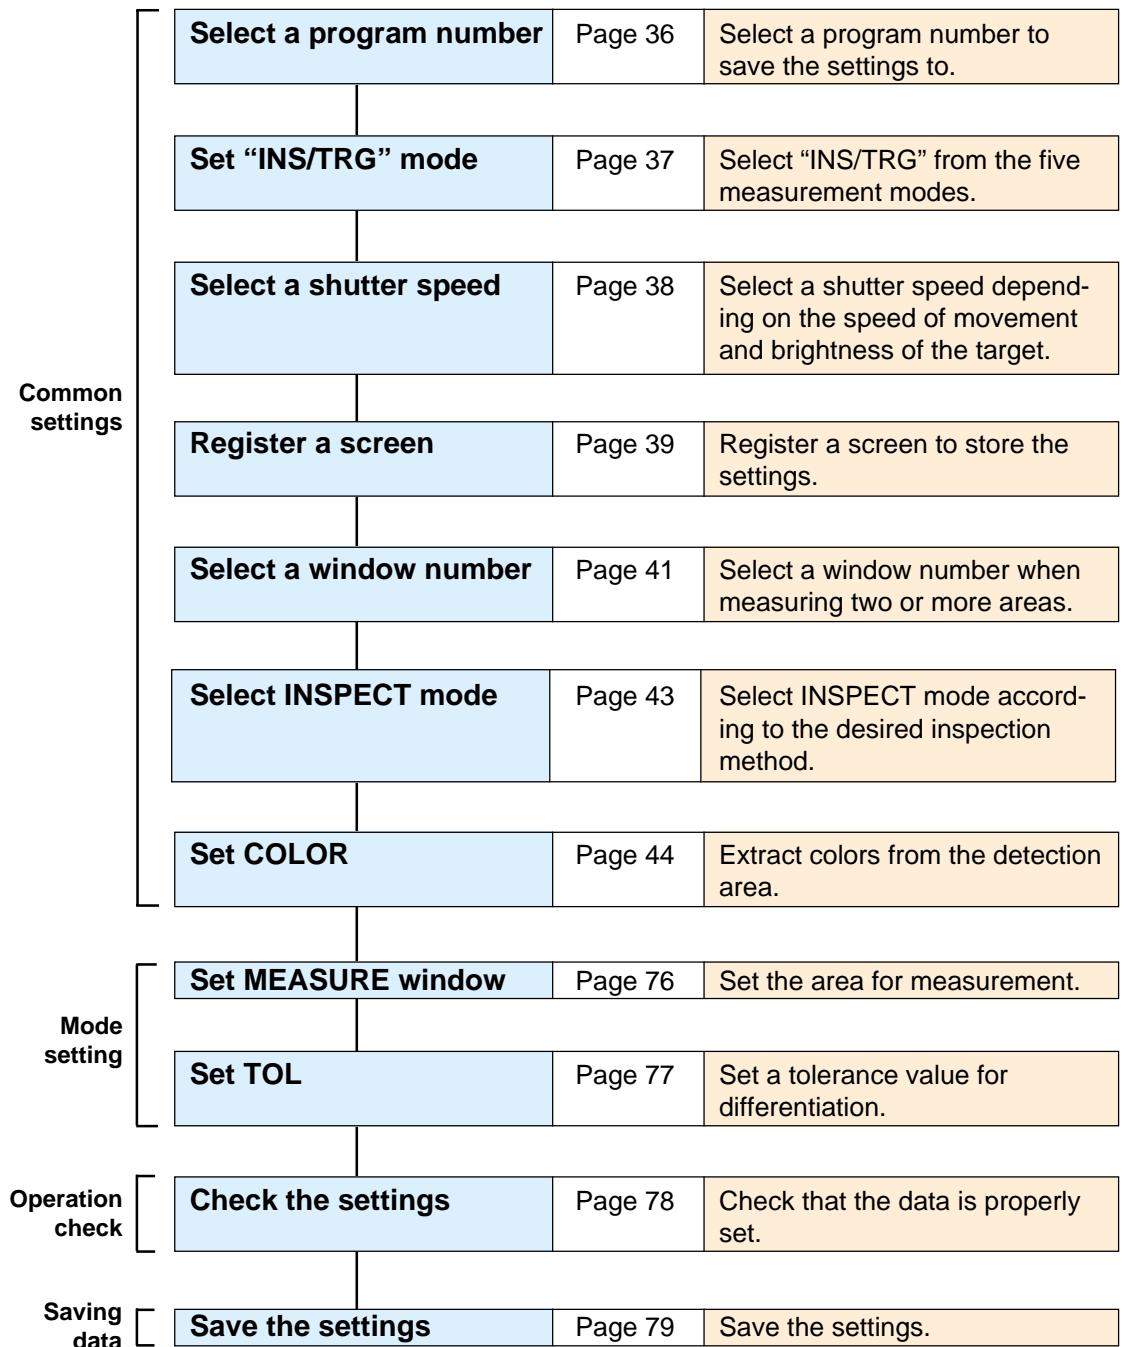 Select a program number
Page 36
Select a program number to
save the settings to.
Set “INS/TRG” mode
Page 37
Select “INS/TRG” from the five
measurement modes.
Select a shutter speed
Page 38
Select a shutter speed depend-
ing on the speed of movement
and brightness of the target.
Common
settings
Register a screen
Page 39
Register a screen to store the
settings.
Select a window number
Page 41
Select a window number when
measuring two or more areas.
Select INSPECT mode
Page 43
Select INSPECT mode accord-
ing to the desired inspection
method.
Set COLOR
Page 44
Extract colors from the detection
area.
Mode
setting
Set MEASURE window
Page 76
Set the area for measurement.
Set TOL
Page 77
Set a tolerance value for
differentiation.
Operation
check
Check the settings
Page 78
Check that the data is properly
set.
Saving
data
Save the settings
Page 79
Save the settings.